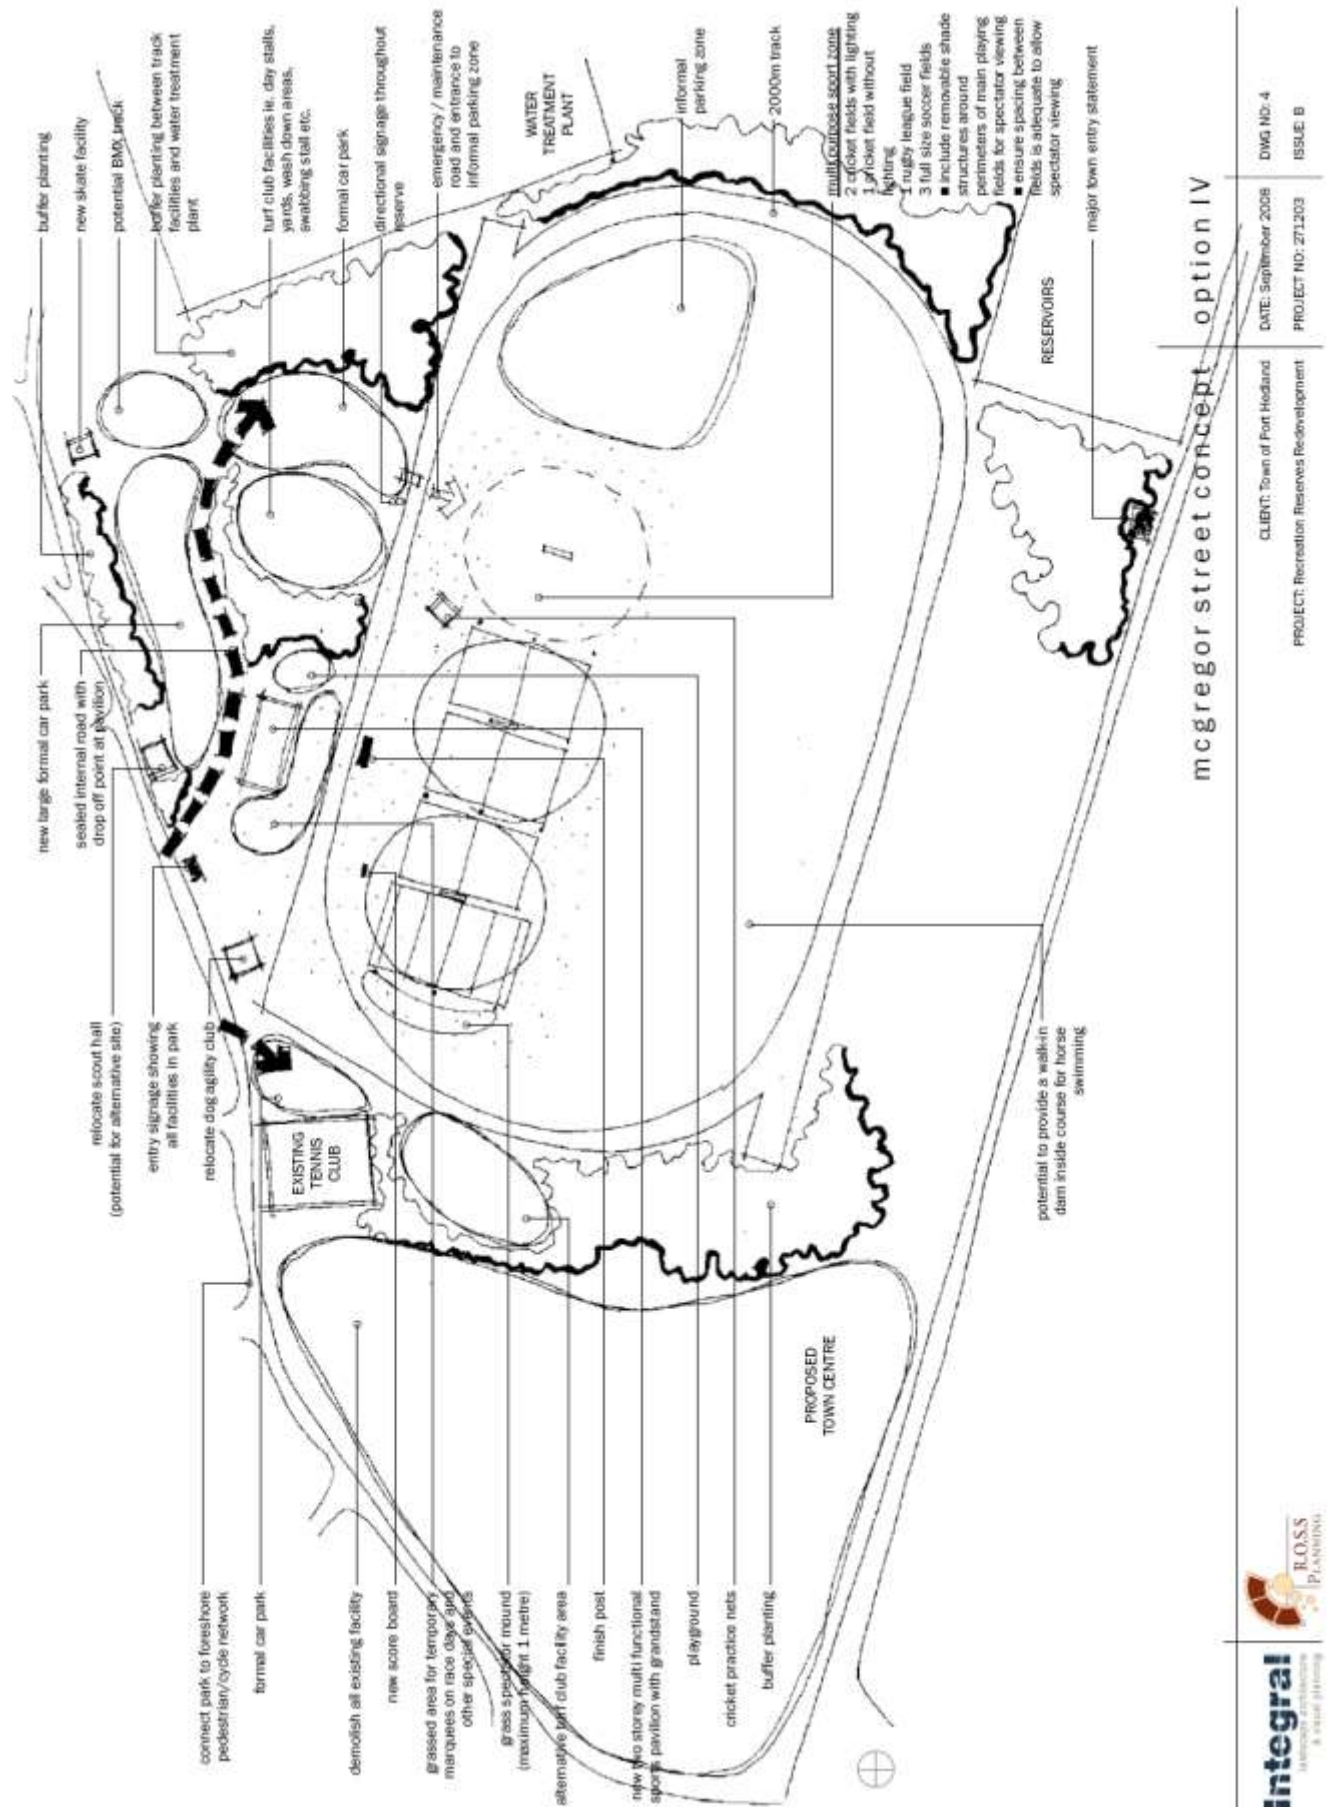 buffer planting
new skate facility
potential BMX track
buffer planting between track
facilities and water treatment
plant
turf club facilities ie. day stalls,
yards, wash down areas,
swabbing stall etc.
formal car park
directional signage throughout
reserve
emergency / maintenance
road and entrance to
informal parking zone
WATER
TREATMENT
PLANT
informal
parking zone
2000m track
multi purpose sport zone
2 cricket fields with lighting
1 cricket field without
lighting
1 rugby league field
3 full size soccer fields
■ include removable shade
structures around
perimeters of main playing
fields for spectator viewing
■ ensure spacing between
fields is adequate to allow
spectator viewing
RESERVOIRS
major town entry statement
new large formal car park
sealed internal road with
drop off point at pavilion
relocate scout hall
(potential for alternative site)
entry signage showing
all facilities in park
relocate dog agility club
EXISTING
TENNIS
CLUB
potential to provide a walk-in
dam inside course for horse
swimming
connect park to foreshore
pedestrian/cycle network
formal car park
demolish all existing facility
new score board
grassed area for temporary
marquees on race days and
other special events
grass spectator mound
(maximum height 1 metre)
alternative turf club facility area
finish post
new two storey multi functional
sports pavilion with grandstand
playground
cricket practice nets
buffer planting
PROPOSED
TOWN CENTRE
mcgregor street concept option IV
CLIENT: Town of Port Hedland
DATE: September 2008
DWG NO: 4
PROJECT: Recreation Reserves Redevelopment
PROJECT NO: 271203
ISSUE: B
integral
landscape architecture
& visual planning
R.O.S.S
PLANNING